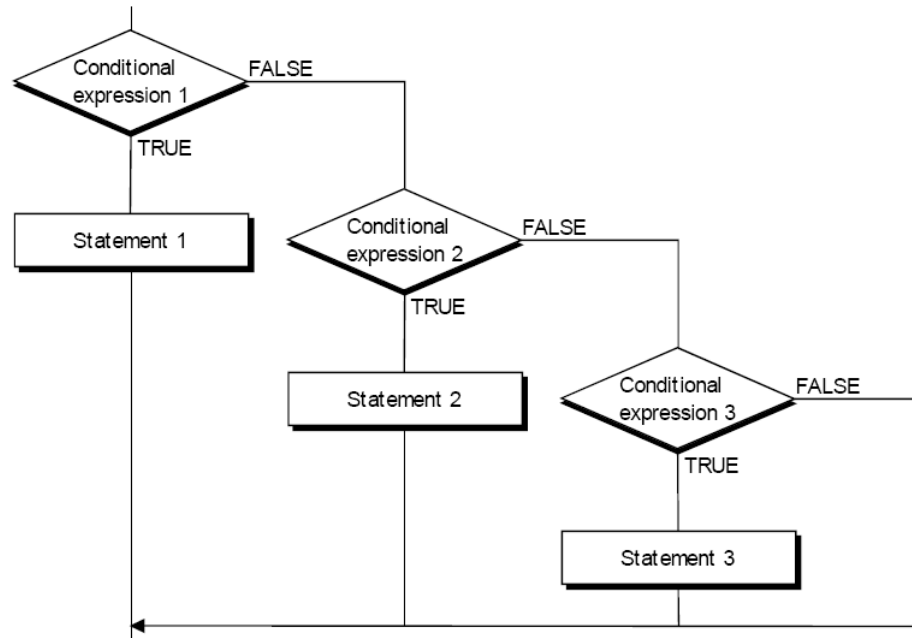 Conditional
expression 1
FALSE
TRUE
Statement 1
Conditional
expression 2
FALSE
TRUE
Statement 2
Conditional
expression 3
FALSE
TRUE
Statement 3